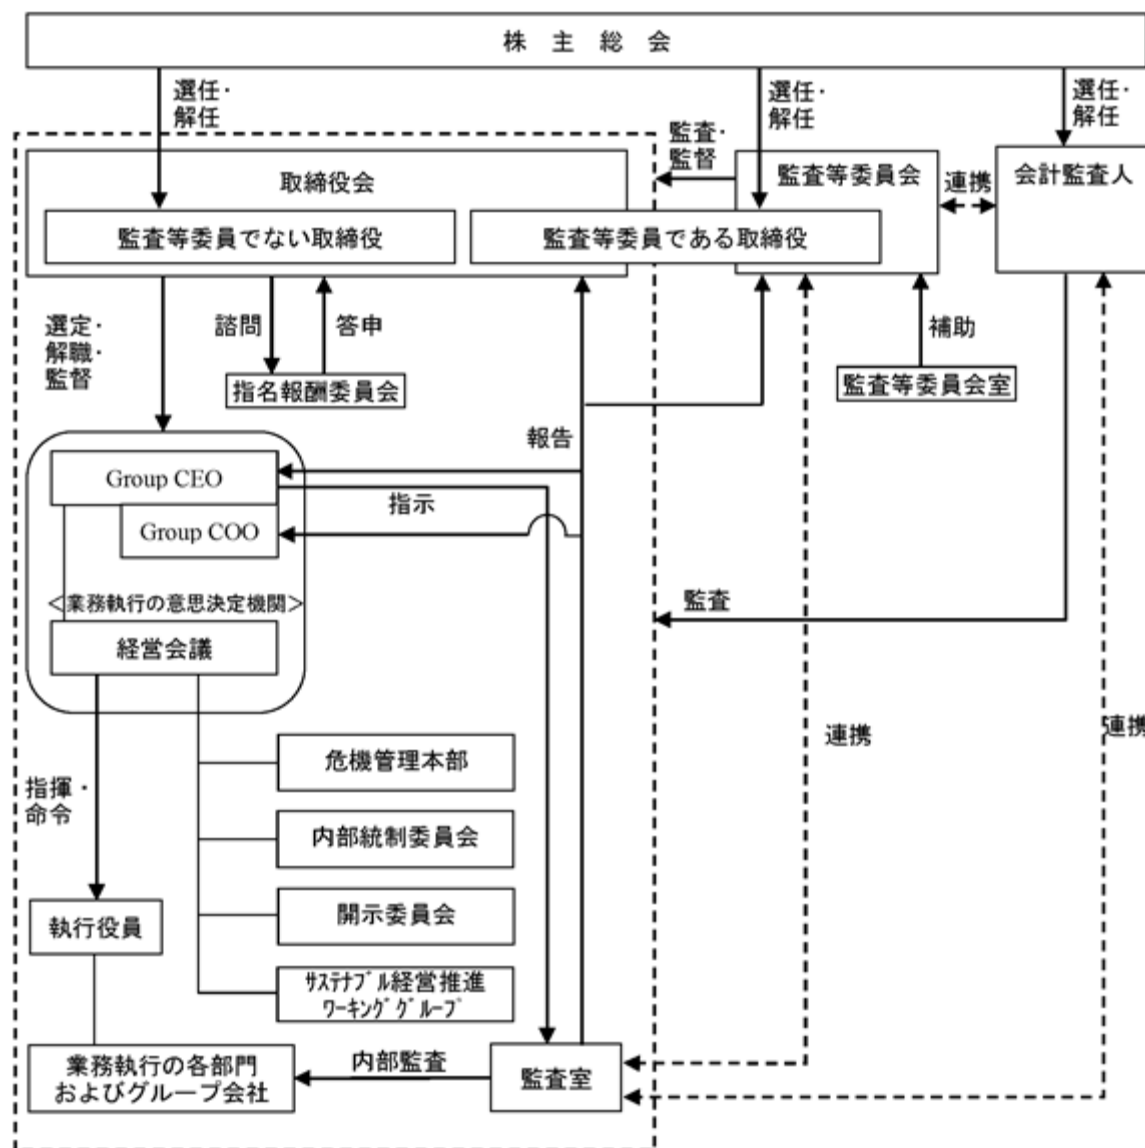 株 主 総 会
選任・
解任
選任・
解任
選任・
解任
監査・
監督
取締役会
監査等委員会
連携
会計監査人
監査等委員でない取締役
監査等委員である取締役
選定・
解職・
監督
諮問
答申
補助
指名報酬委員会
監査等委員会室
報告
Group CEO
指示
Group COO
<業務執行の意思決定機関>
監査
経営会議
連携
連携
危機管理本部
指揮・
命令
内部統制委員会
開示委員会
執行役員
ｻｽﾃﾅﾌﾞﾙ経営推進
ﾜｰｷﾝｸﾞｸﾞﾙｰﾌﾟ
業務執行の各部門
およびグループ会社
内部監査
監査室